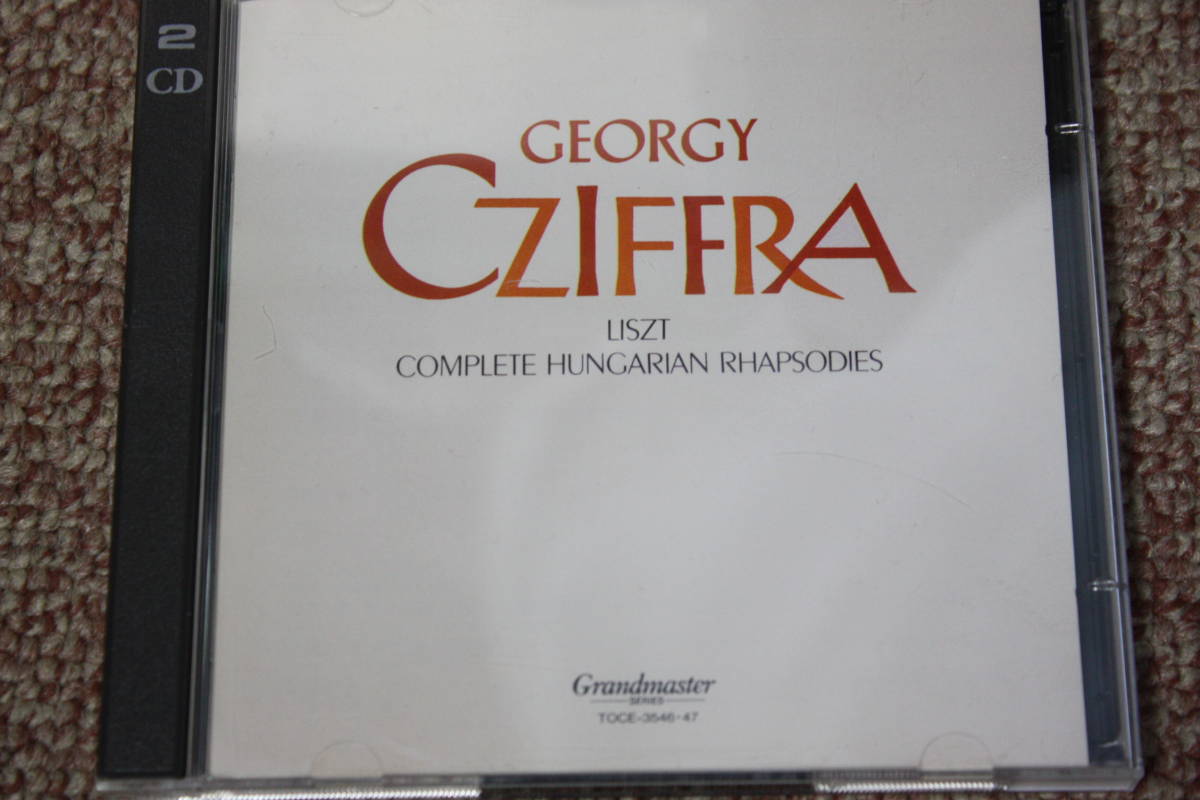 2
CD
GEORGY
CZIFFRA
LISZT
COMPLETE HUNGARIAN RHAPSODIES
Grandmaster
SERIES
TOCE-3546・47